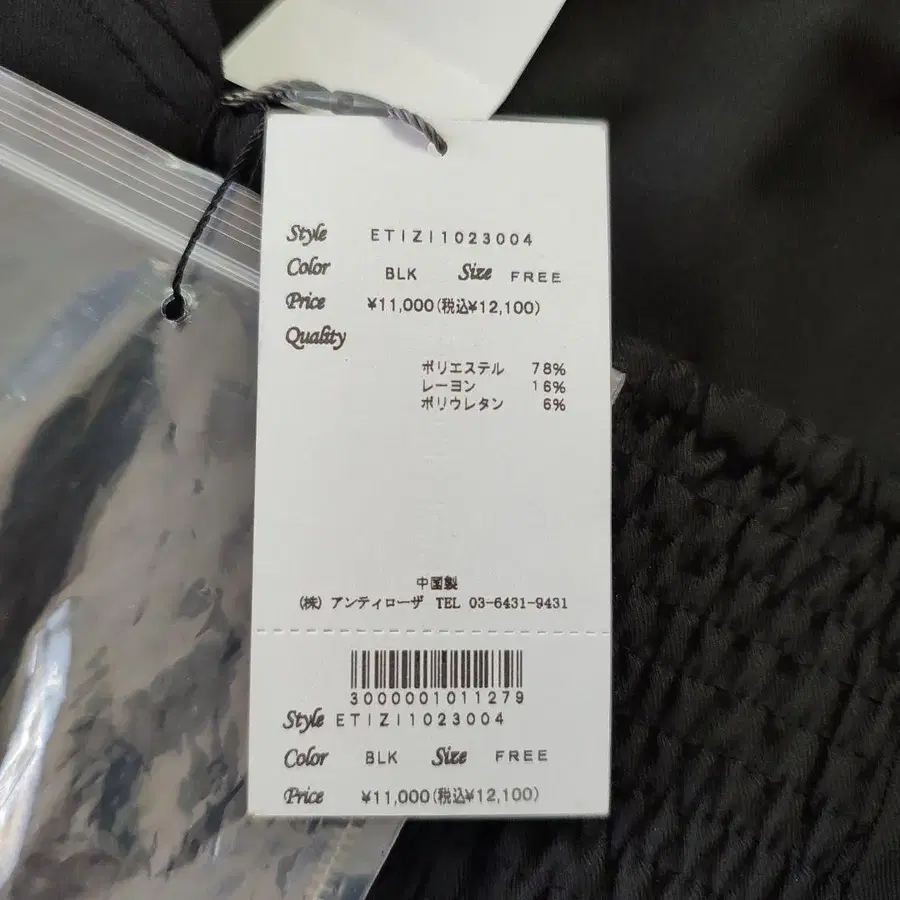 Style ETIZI1023004
Color BLK Size FREE
Price ¥11,000(税込¥12,100)
Quality
ポリエステル 78%
レーヨン 16%
ポリウレタン 6%
中国製
(株) アンティローザ TEL 03-6431-9431
3000001011279
Style ETIZI1023004
Color BLK Size FREE
Price ¥11,000(税込¥12,100)